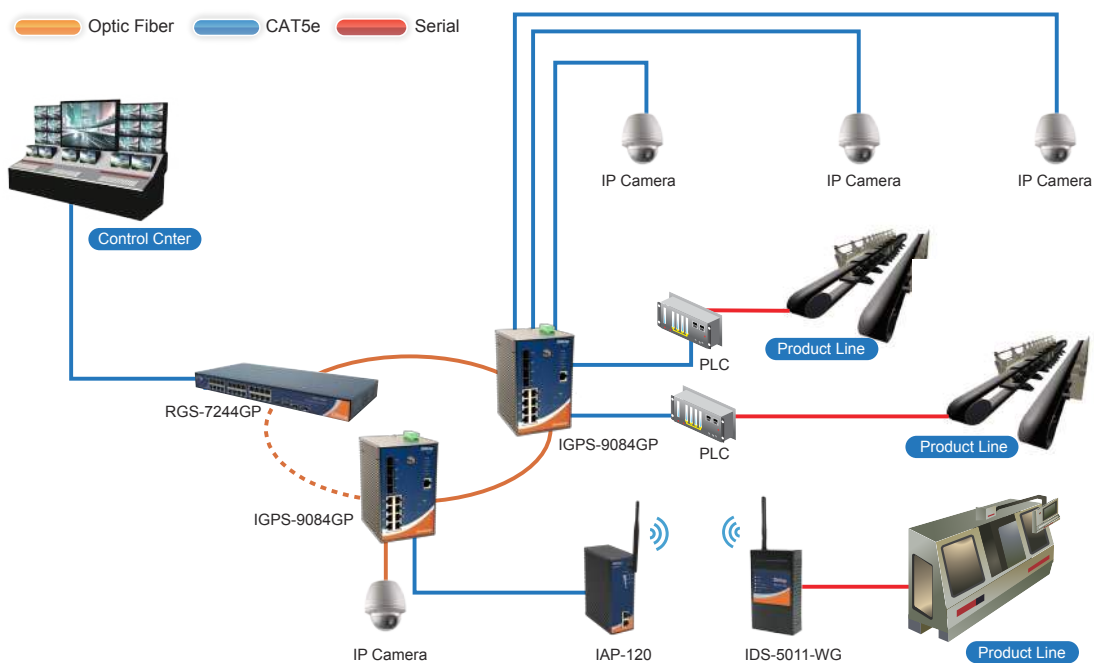 Optic Fiber
CAT5e
Serial
IP Camera
IP Camera
IP Camera
Control Cnter
PLC
Product Line
RGS-7244GP
PLC
IGPS-9084GP
Product Line
IGPS-9084GP
IP Camera
IAP-120
IDS-5011-WG
Product Line